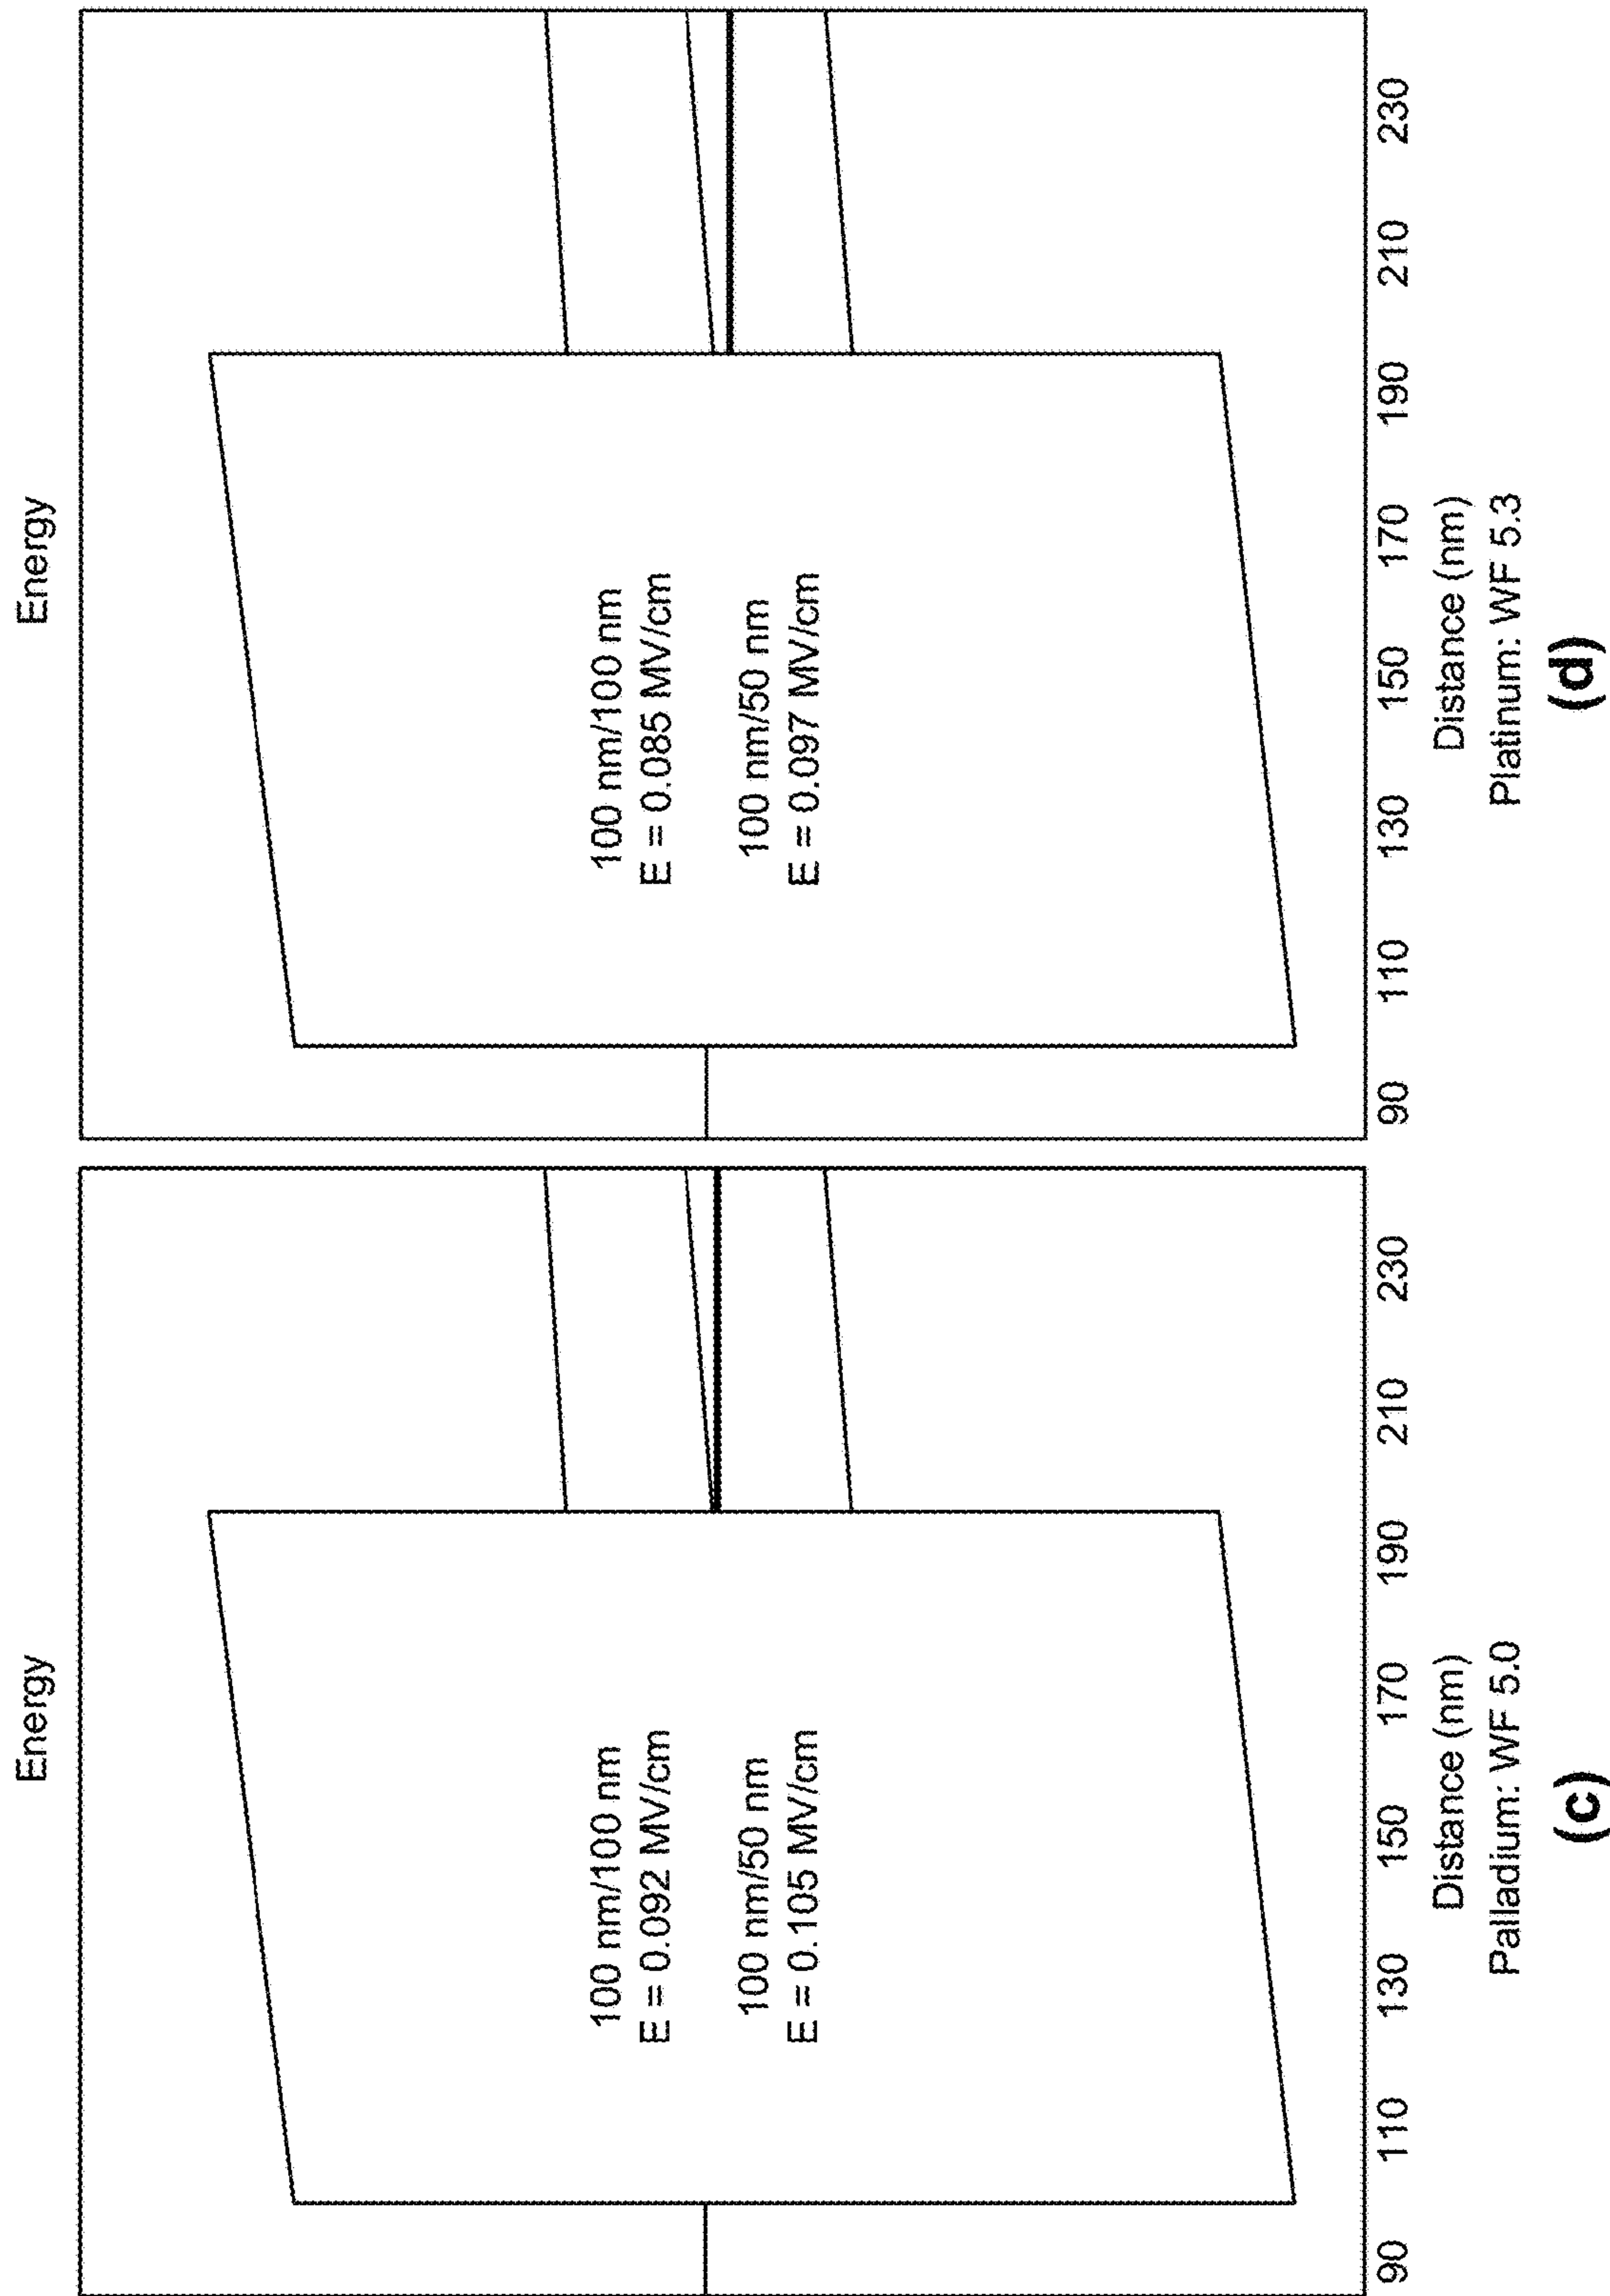 Energy
100 nm/100 nm
E = 0.092 MV/cm
100 nm/50 nm
E = 0.105 MV/cm
90 110 130 150 170 190 210 230
Distance (nm)
Palladium: WF 5.0
(c)
Energy
100 nm/100 nm
E = 0.085 MV/cm
100 nm/50 nm
E = 0.097 MV/cm
90 110 130 150 170 190 210 230
Distance (nm)
Platinum: WF 5.3
(d)